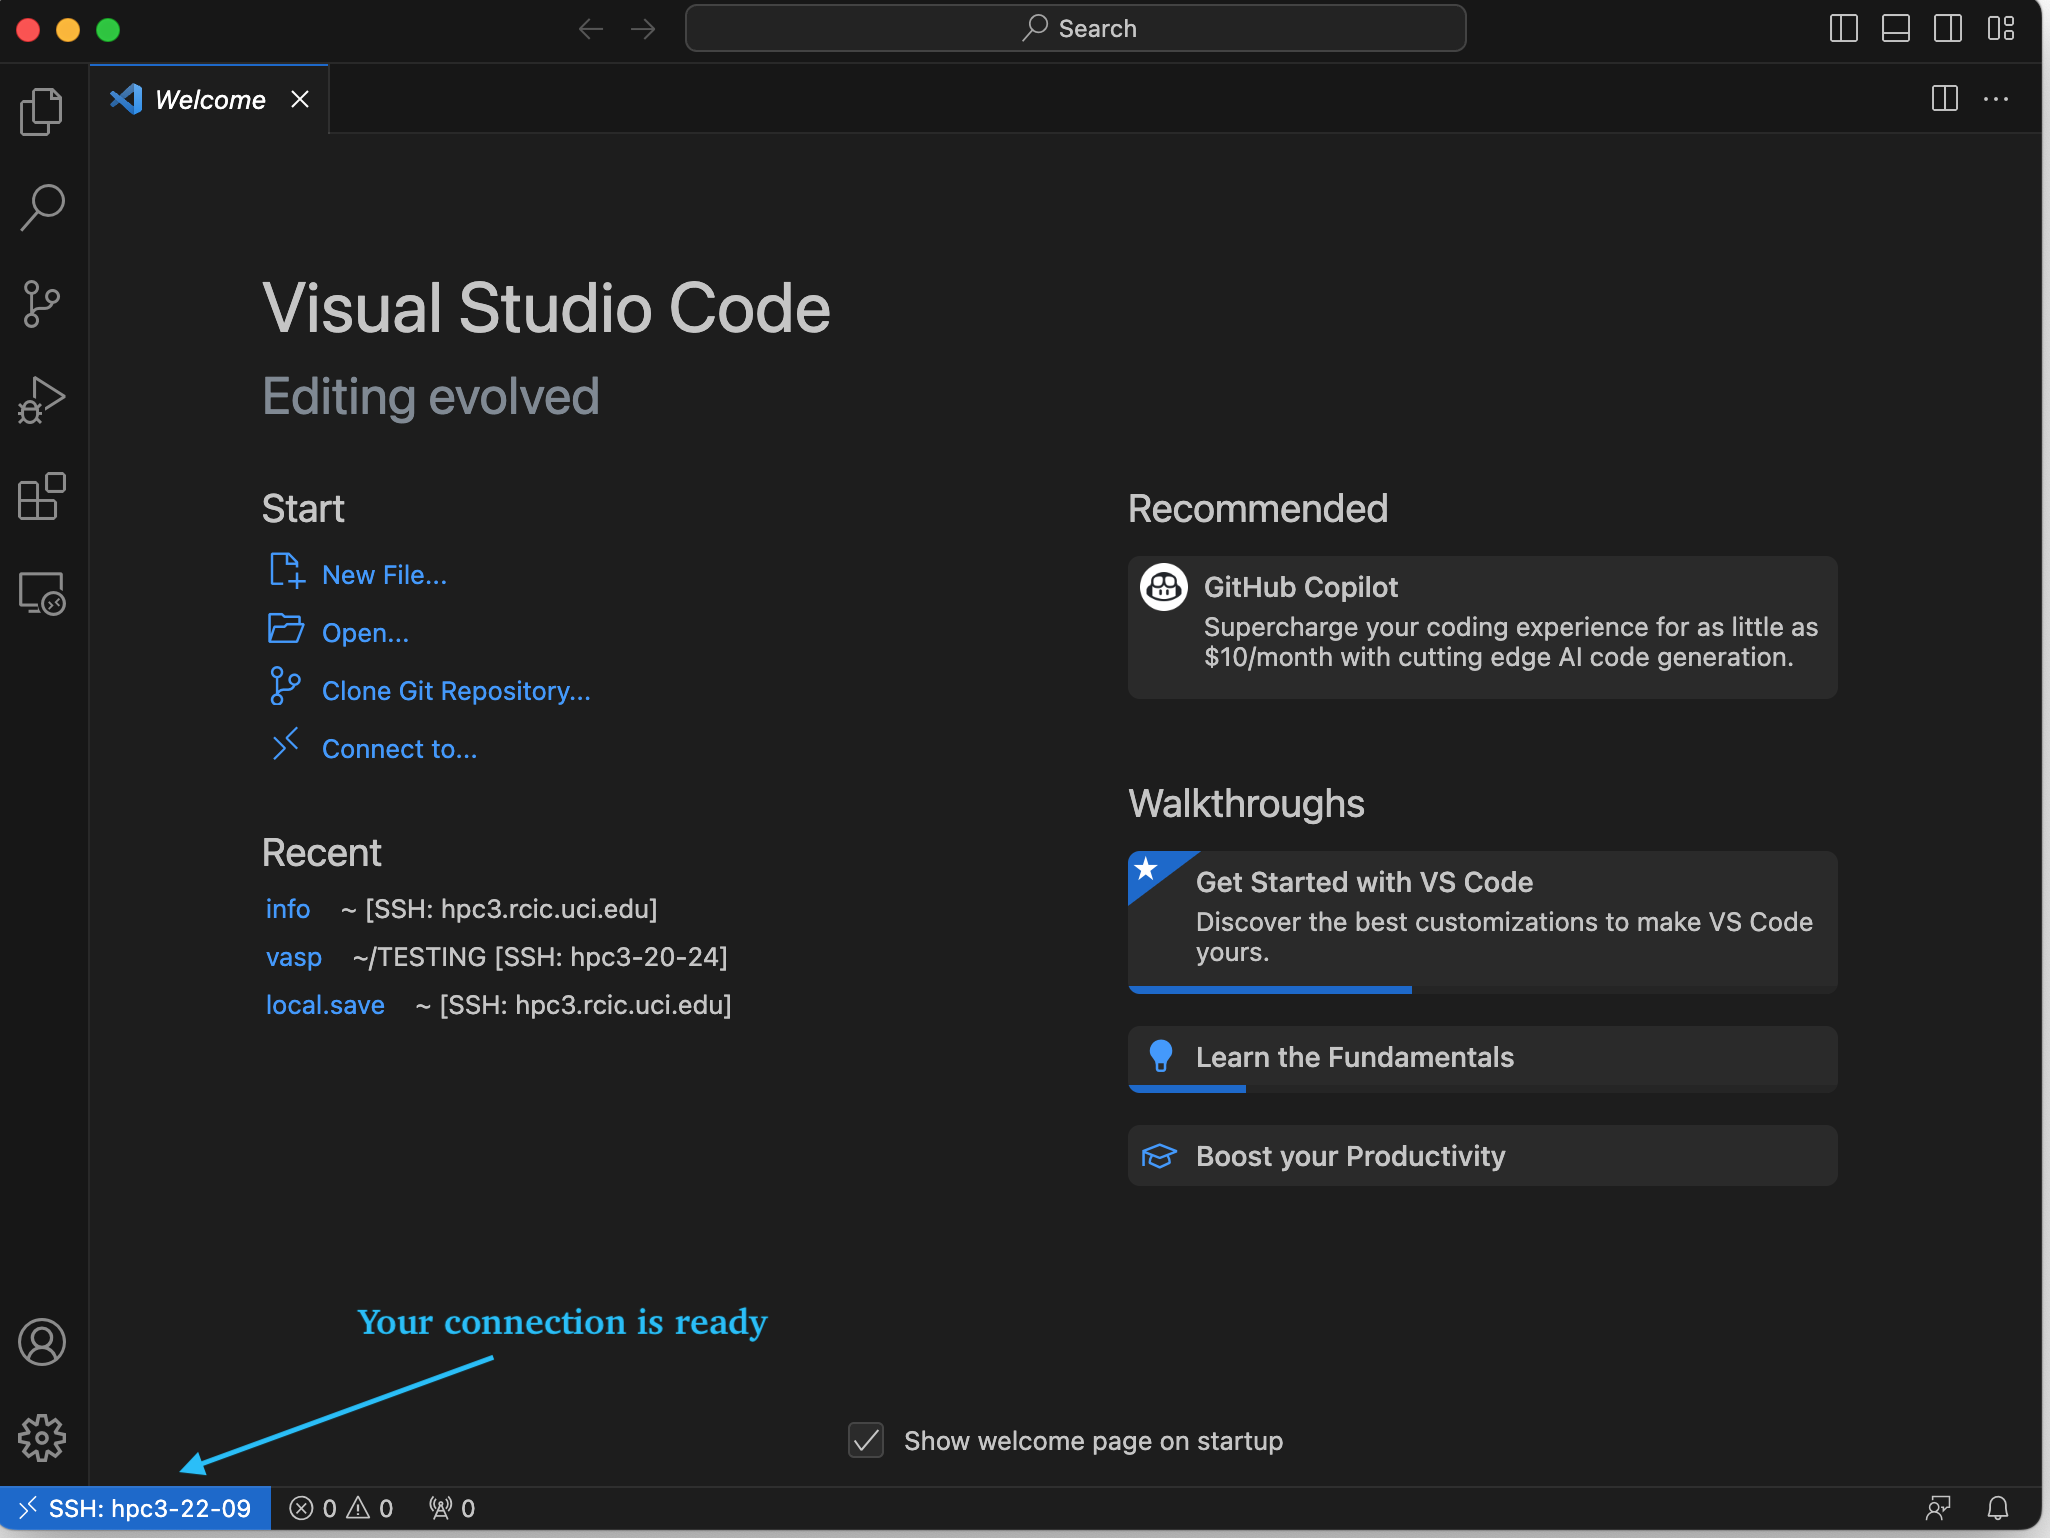 Search
Welcome
Visual Studio Code
Editing evolved
Start
New File...
Open...
Clone Git Repository...
Connect to...
Recent
info ~ [SSH: hpc3.rcic.uci.edu]
vasp ~/TESTING [SSH: hpc3-20-24]
local.save ~ [SSH: hpc3.rcic.uci.edu]
Recommended
GitHub Copilot
Supercharge your coding experience for as little as
$10/month with cutting edge AI code generation.
Walkthroughs
Get Started with VS Code
Discover the best customizations to make VS Code
yours.
Learn the Fundamentals
Boost your Productivity
Your connection is ready
Show welcome page on startup
SSH: hpc3-22-09 0 0 0